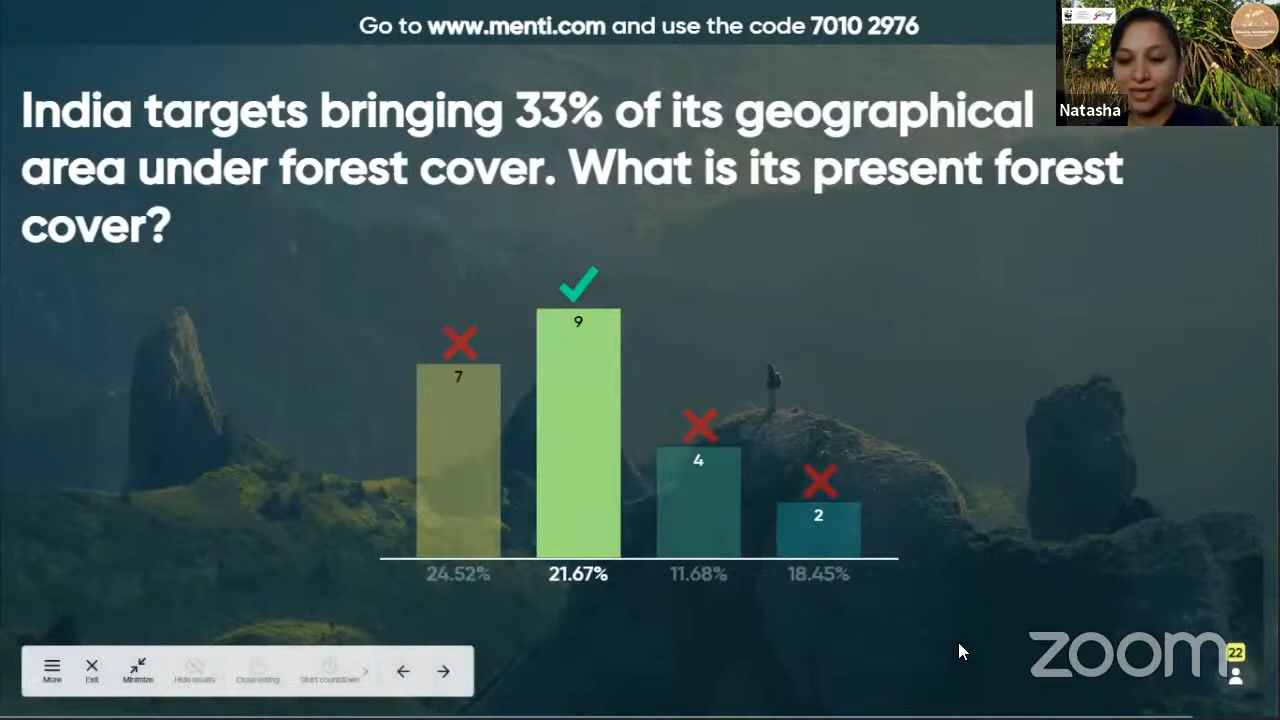 Go to www.menti.com and use the code 7010 2976
Natasha
India targets bringing 33% of its geographical
area under forest cover. What is its present forest
cover?
9
7
4
2
24.52%
21.67%
11.68%
18.45%
More
Exit
Minimize
Hide results
Close voting
Start countdown
zoom
22